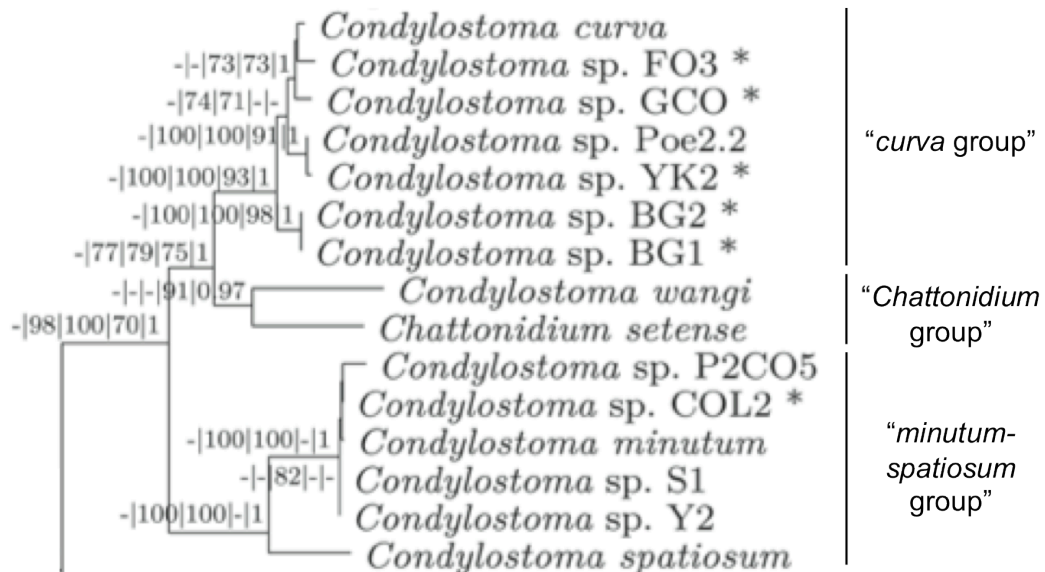 Condylostoma curva
-|-|73|73|1
Condylostoma sp. FO3 *
-|74|71|-|-
Condylostoma sp. GCO *
-|100|100|91|1
Condylostoma sp. Poe2.2
“curva group”
-|100|100|93|1
Condylostoma sp. YK2 *
-|100|100|98|1
Condylostoma sp. BG2 *
-|77|79|75|1
Condylostoma sp. BG1 *
-|-|-|91|0.97
Condylostoma wangi
“Chattonidium
group”
-|98|100|70|1
Chattonidium setense
Condylostoma sp. P2CO5
Condylostoma sp. COL2 *
-|100|100|-|1
Condylostoma minutum
“minutum-
spatiosum
group”
-|-|82|-|-
Condylostoma sp. S1
-|100|100|-|1
Condylostoma sp. Y2
Condylostoma spatiosum